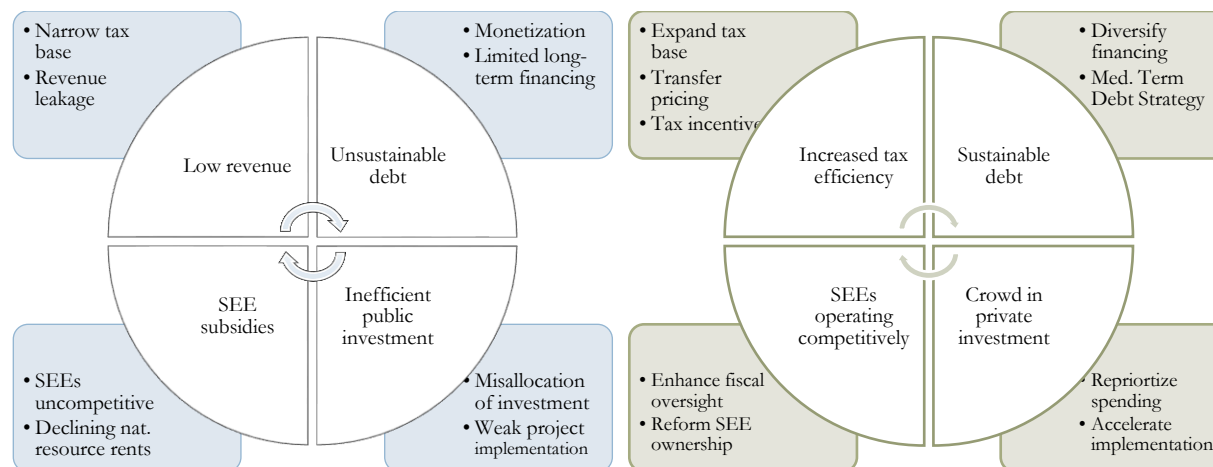 • Narrow tax
base
• Revenue
leakage
• Monetization
• Limited long-
term financing
Low revenue
Unsustainable
debt
SEE
subsidies
Inefficient
public
investment
• SEEs
uncompetitive
• Declining nat.
resource rents
• Misallocation
of investment
• Weak project
implementation
• Expand tax
base
• Transfer
pricing
• Tax incentive
• Diversify
financing
• Med. Term
Debt Strategy
Increased tax
efficiency
Sustainable
debt
SEEs
operating
competitively
Crowd in
private
investment
• Enhance fiscal
oversight
• Reform SEE
ownership
• Repriortize
spending
• Accelerate
implementation